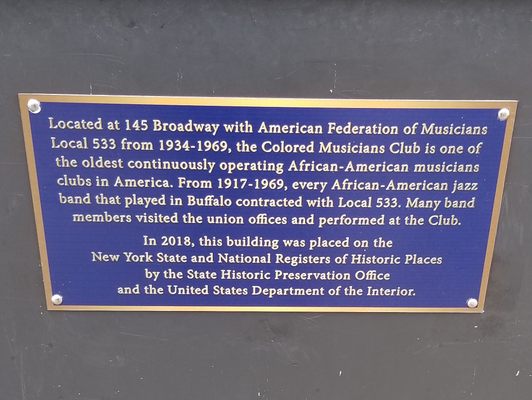 Located at 145 Broadway with American Federation of Musicians
Local 533 from 1934-1969, the Colored Musicians Club is one of
the oldest continuously operating African-American musicians
clubs in America. From 1917-1969, every African-American jazz
band that played in Buffalo contracted with Local 533. Many band
members visited the union offices and performed at the Club.
In 2018, this building was placed on the
New York State and National Registers of Historic Places
by the State Historic Preservation Office
and the United States Department of the Interior.